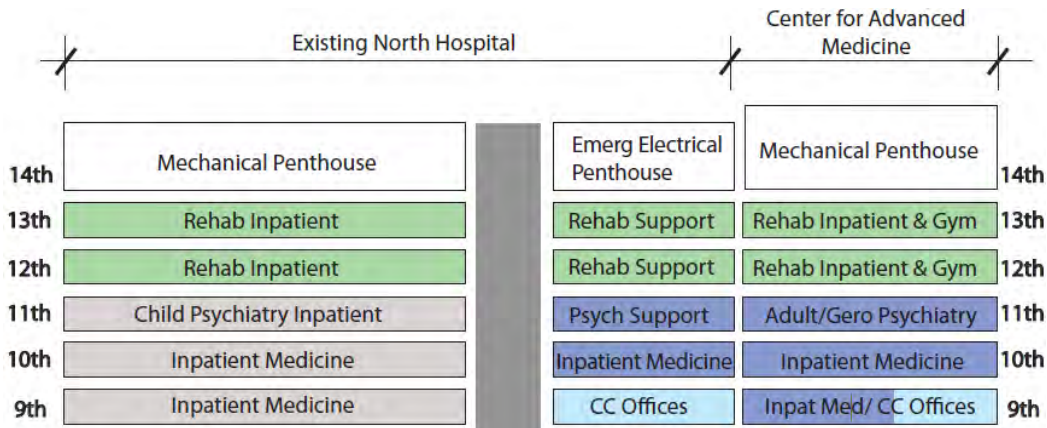 Existing North Hospital
Center for Advanced
Medicine
14th
Mechanical Penthouse
Emerg Electrical
Penthouse
Mechanical Penthouse
14th
13th
Rehab Inpatient
Rehab Support
Rehab Inpatient & Gym
13th
12th
Rehab Inpatient
Rehab Support
Rehab Inpatient & Gym
12th
11th
Child Psychiatry Inpatient
Psych Support
Adult/Gero Psychiatry
11th
10th
Inpatient Medicine
Inpatient Medicine
Inpatient Medicine
10th
9th
Inpatient Medicine
CC Offices
Inpat Med/ CC Offices
9th